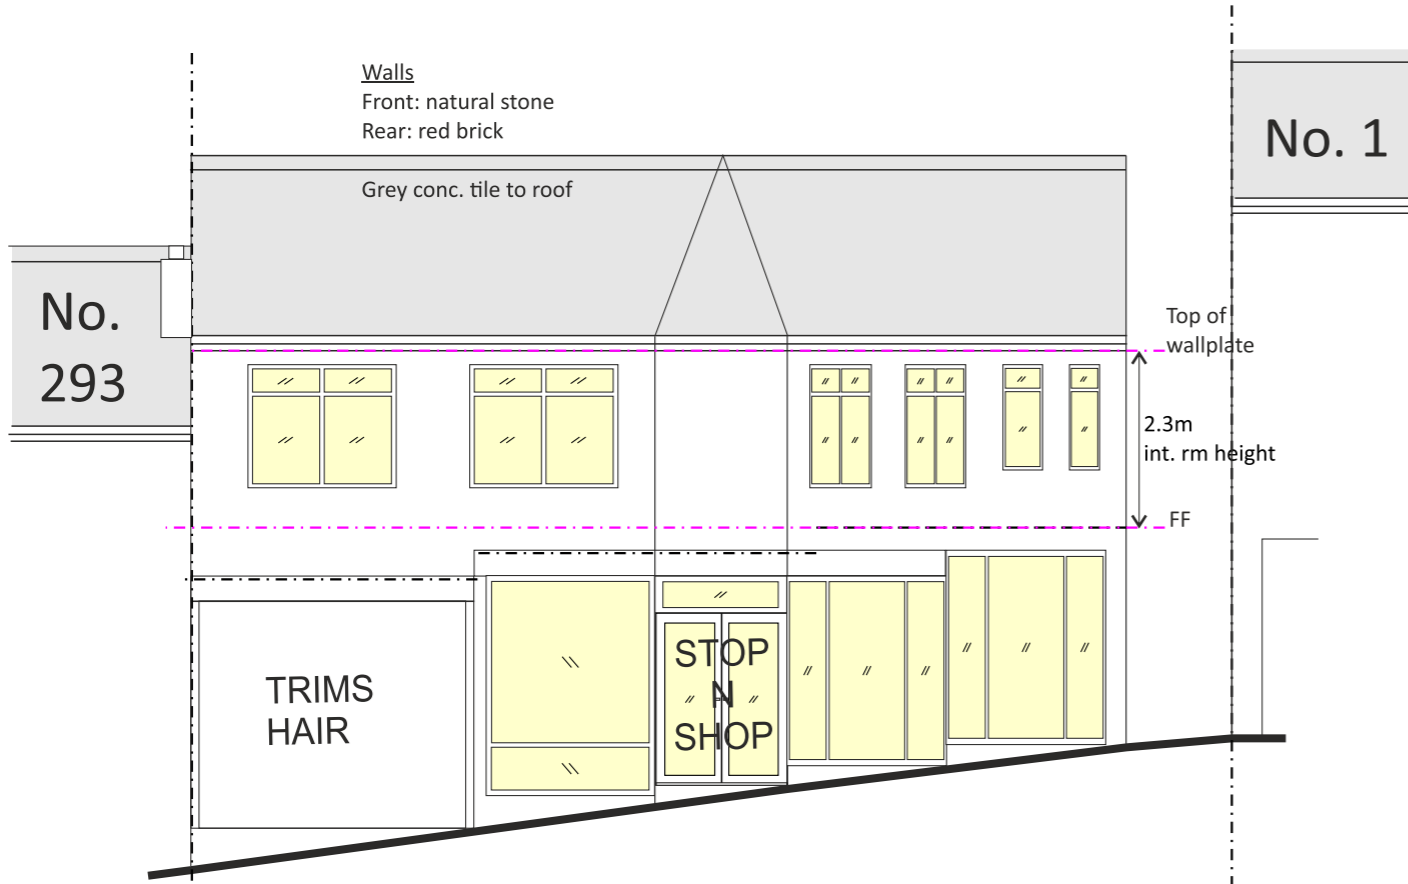 Walls
Front: natural stone
Rear: red brick
No. 1
Grey conc. tile to roof
No.
293
Top of
wallplate
2.3m
int. rm height
FF
STOP
N
SHOP
TRIMS
HAIR